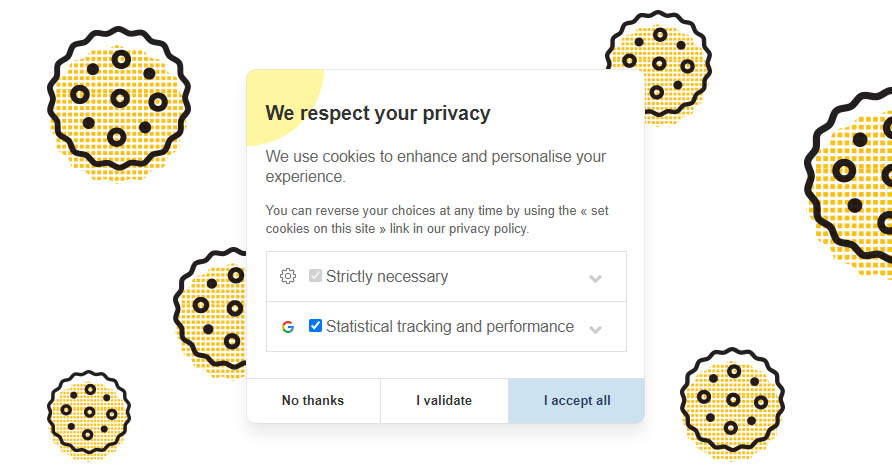 We respect your privacy
We use cookies to enhance and personalise your
experience.
You can reverse your choices at any time by using the « set
cookies on this site » link in our privacy policy.
Strictly necessary
Statistical tracking and performance
No thanks
I validate
I accept all